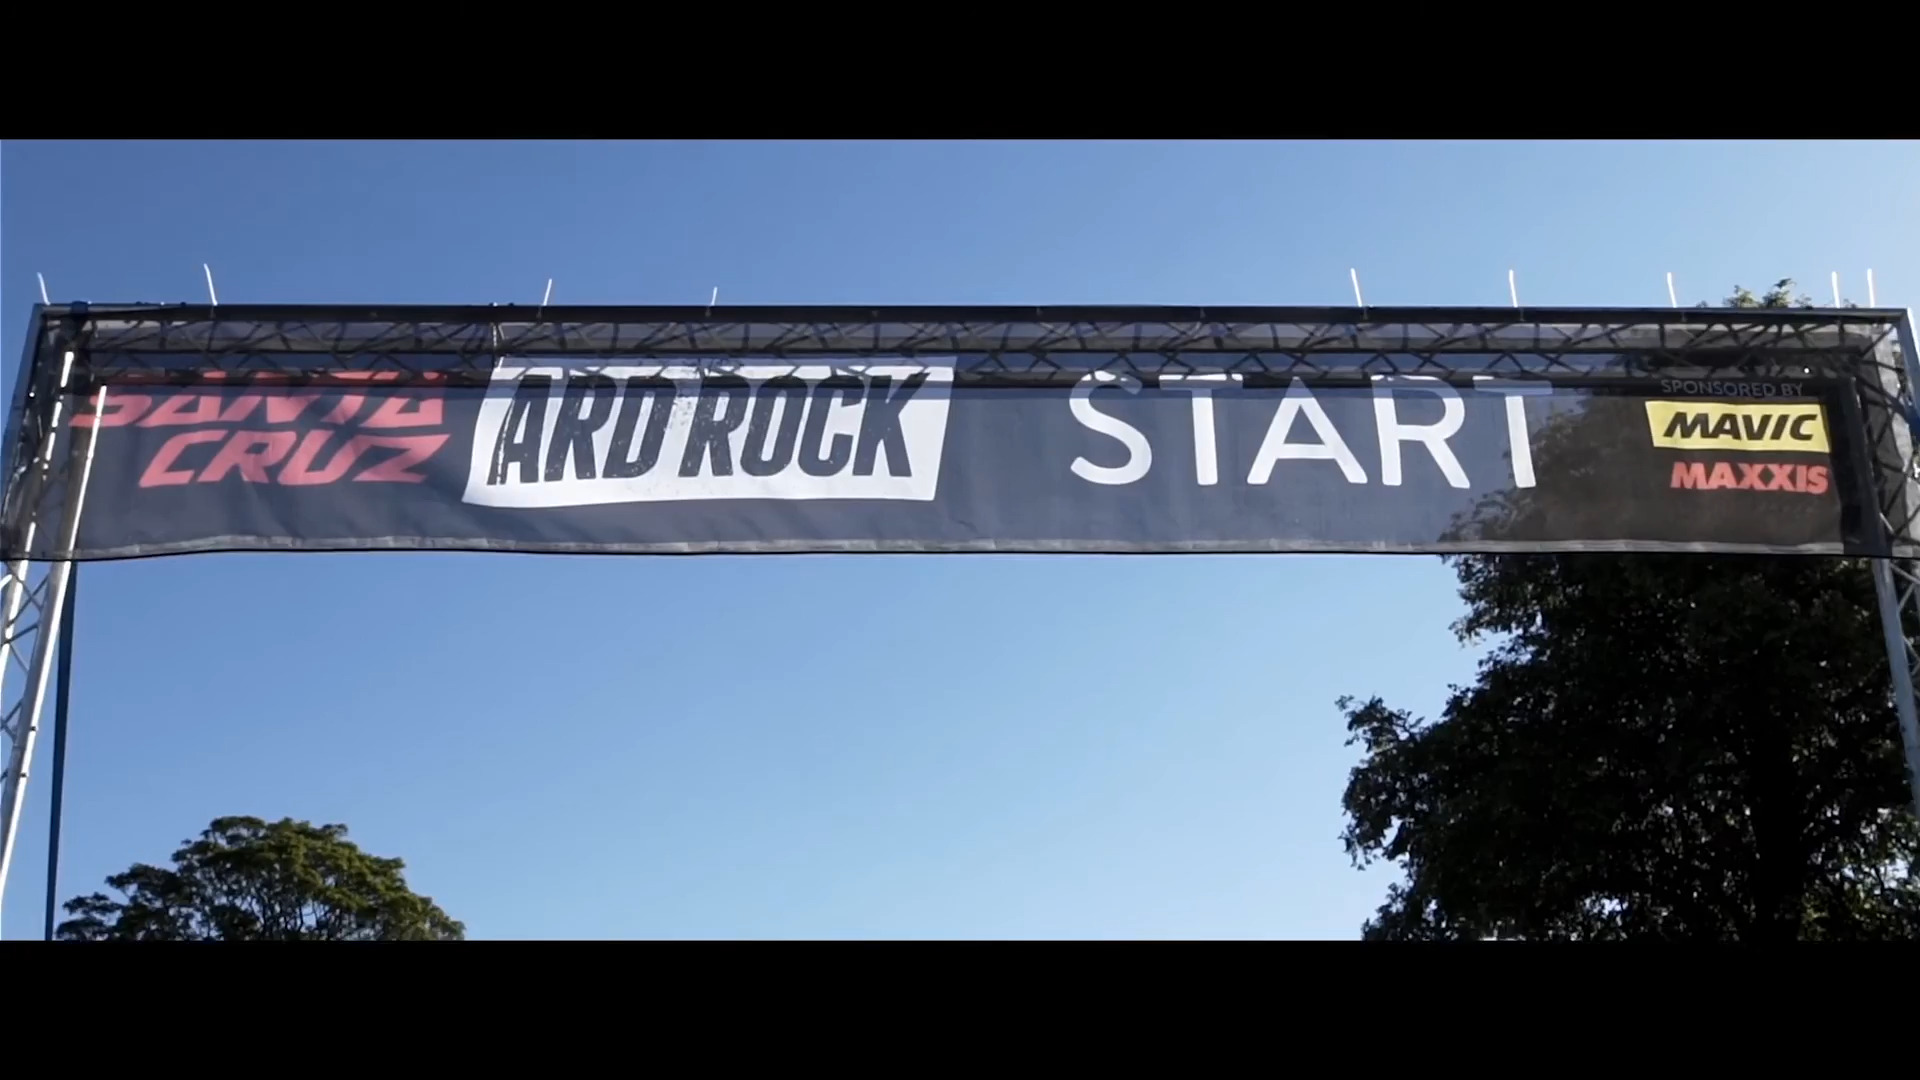 SANTA
CRUZ
ARD ROCK
START
SPONSORED BY
MAVIC
MAXXIS